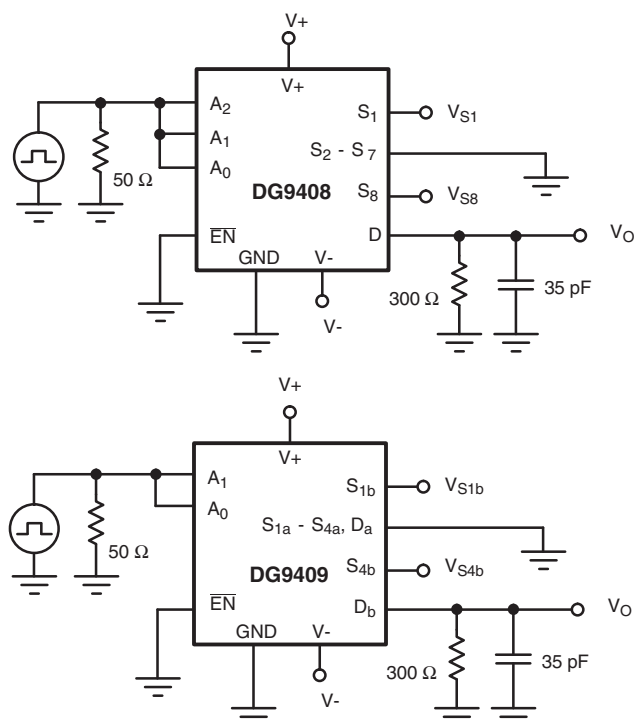 V+
V+
A2
A1
A0
50 Ω
EN
GND
V-
V-
DG9408
S1
VS1
S2 - S7
S8
VS8
D
VO
300 Ω
35 pF
V+
V+
A1
A0
50 Ω
EN
GND
V-
V-
DG9409
S1b
VS1b
S1a - S4a, Da
S4b
VS4b
Db
VO
300 Ω
35 pF